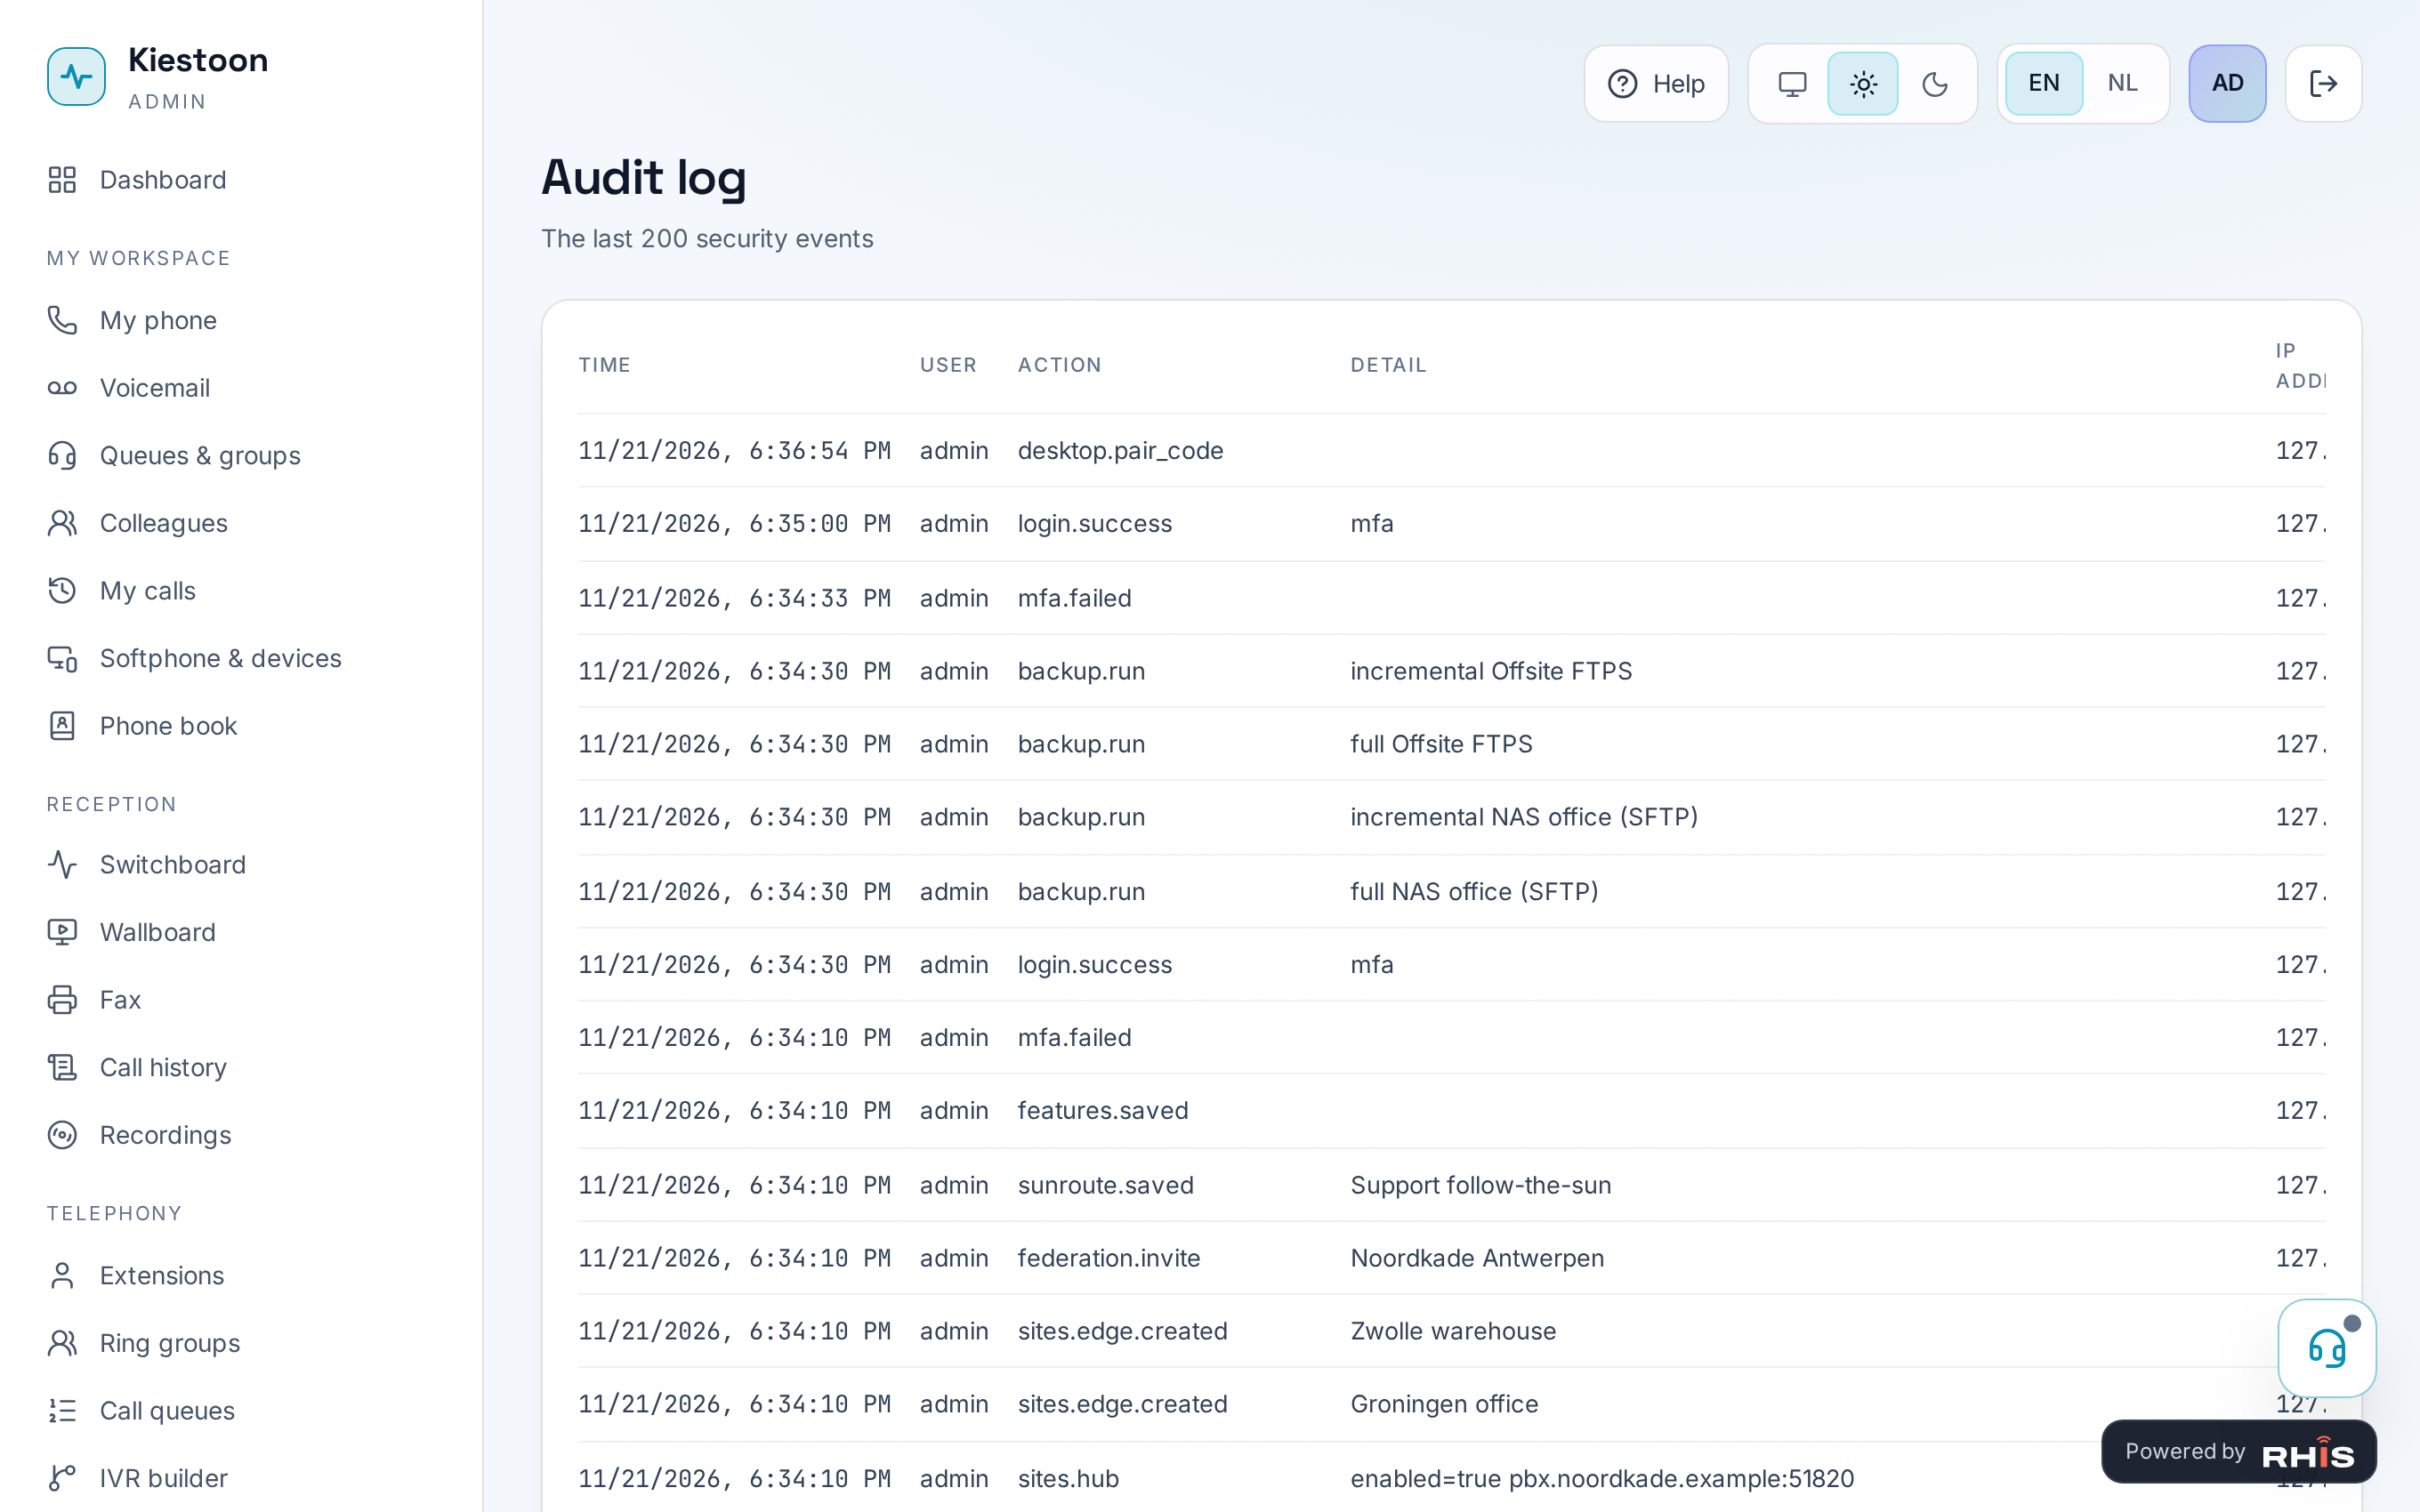 Kiestoon
ADMIN
Dashboard
MY WORKSPACE
My phone
Voicemail
Queues & groups
Colleagues
My calls
Softphone & devices
Phone book
RECEPTION
Switchboard
Wallboard
Fax
Call history
Recordings
TELEPHONY
Extensions
Ring groups
Call queues
IVR builder
Help
EN NL
AD
Audit log
The last 200 security events
TIME USER ACTION DETAIL IP
11/21/2026, 6:36:54 PM admin desktop.pair_code 127.
11/21/2026, 6:35:00 PM admin login.success mfa 127.
11/21/2026, 6:34:33 PM admin mfa.failed 127.
11/21/2026, 6:34:30 PM admin backup.run incremental Offsite FTPS 127.
11/21/2026, 6:34:30 PM admin backup.run full Offsite FTPS 127.
11/21/2026, 6:34:30 PM admin backup.run incremental NAS office (SFTP) 127.
11/21/2026, 6:34:30 PM admin backup.run full NAS office (SFTP) 127.
11/21/2026, 6:34:30 PM admin login.success mfa 127.
11/21/2026, 6:34:10 PM admin mfa.failed 127.
11/21/2026, 6:34:10 PM admin features.saved 127.
11/21/2026, 6:34:10 PM admin sunroute.saved Support follow-the-sun 127.
11/21/2026, 6:34:10 PM admin federation.invite Noordkade Antwerpen 127.
11/21/2026, 6:34:10 PM admin sites.edge.created Zwolle warehouse
11/21/2026, 6:34:10 PM admin sites.edge.created Groningen office 127.
11/21/2026, 6:34:10 PM admin sites.hub enabled=true pbx.noordkade.example:51820
Powered by RHIS